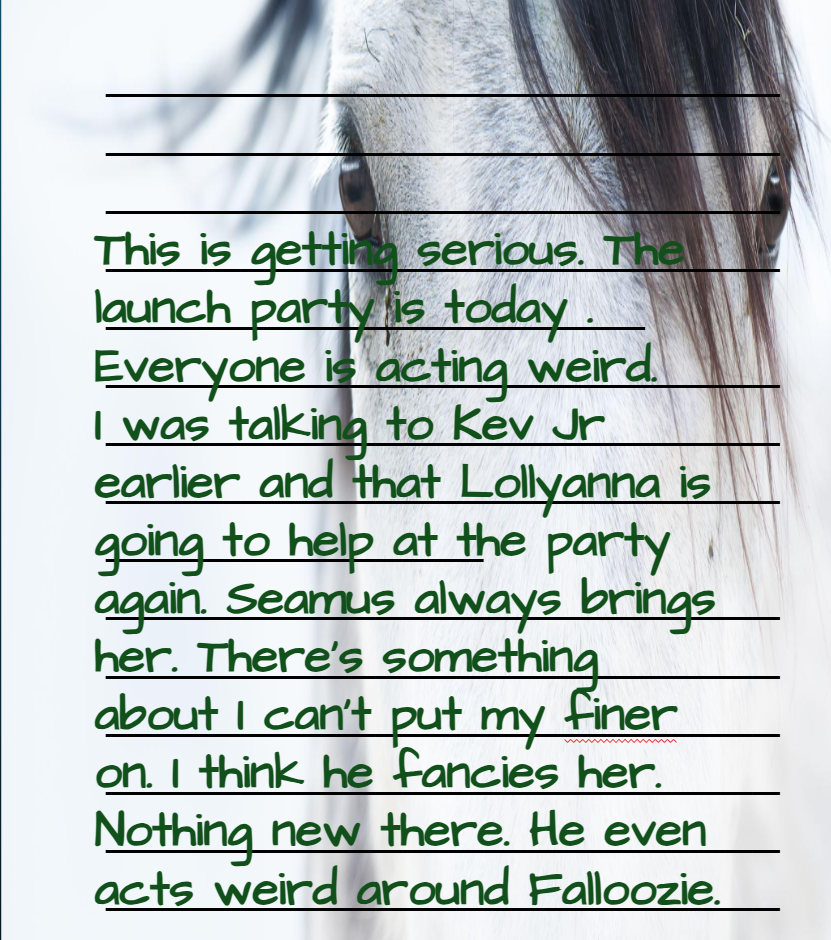 This is getting serious. The
launch party is today .
Everyone is acting weird.
I was talking to Kev Jr
earlier and that Lollyanna is
going to help at the party
again. Seamus always brings
her. There's something
about I can't put my finer
on. I think he fancies her.
Nothing new there. He even
acts weird around Falloozie.